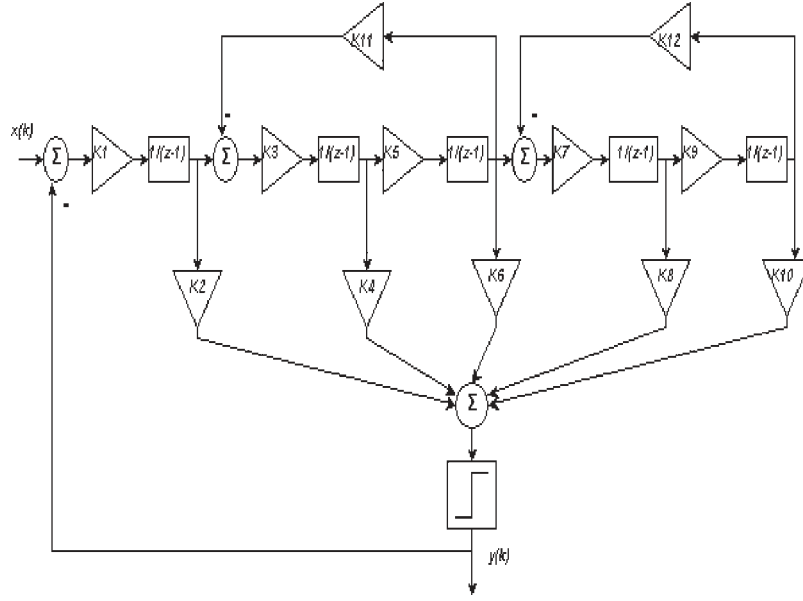 K11
K12
-
-
x(k)
Σ
K1
1/(z-1)
Σ
K3
1/(z-1)
K5
1/(z-1)
Σ
K7
1/(z-1)
K9
1/(z-1)
-
K2
K4
K6
K8
K10
Σ
y(k)